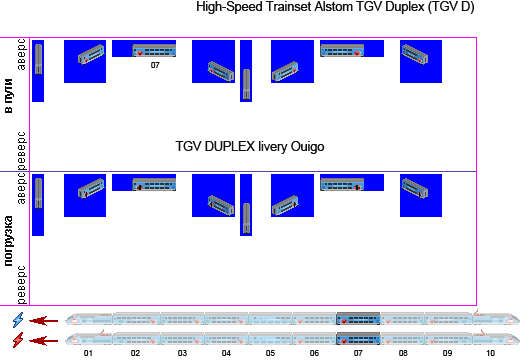 High-Speed Trainset Alstom TGV Duplex (TGV D)
аверс
07
в пути
реверс
TGV DUPLEX livery Ouigo
аверс
погрузка
реверс
01 02 03 04 05 06 07 08 09 10